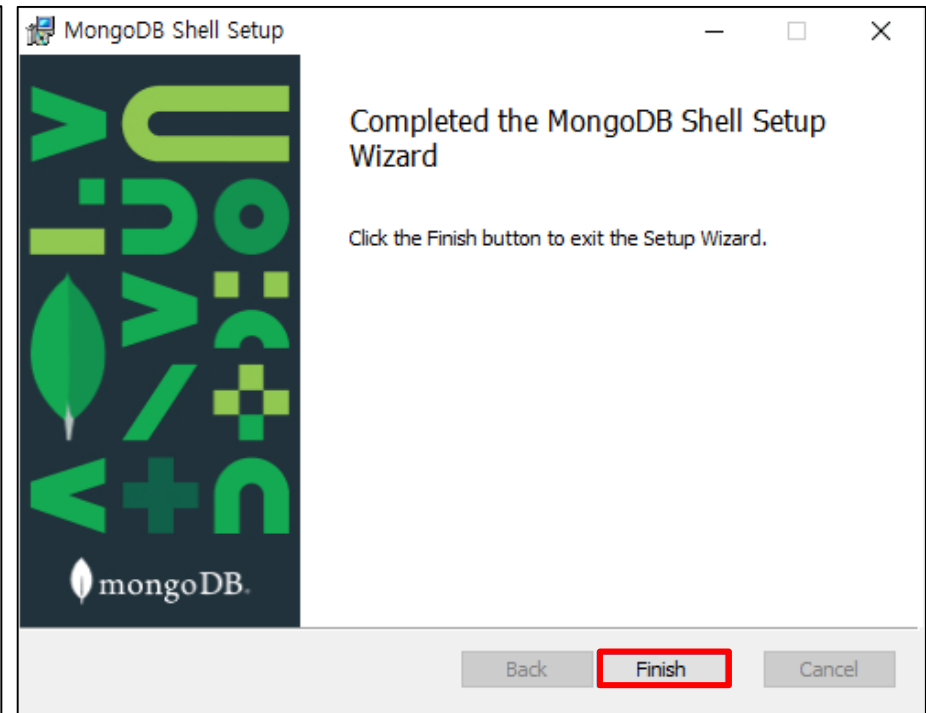 MongoDB Shell Setup
Completed the MongoDB Shell Setup
Wizard
Click the Finish button to exit the Setup Wizard.
mongoDB.
Back
Finish
Cancel